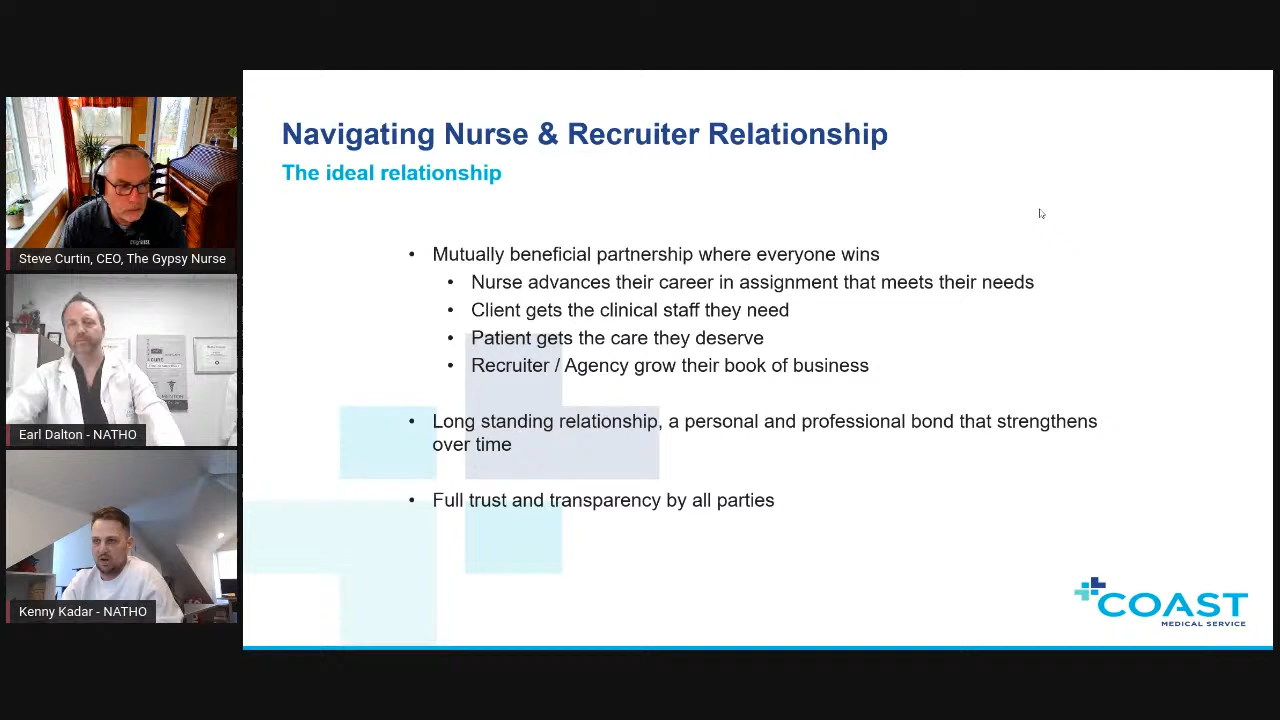 Navigating Nurse & Recruiter Relationship
The ideal relationship
• Mutually beneficial partnership where everyone wins
• Nurse advances their career in assignment that meets their needs
• Client gets the clinical staff they need
• Patient gets the care they deserve
• Recruiter / Agency grow their book of business
• Long standing relationship, a personal and professional bond that strengthens
over time
• Full trust and transparency by all parties
COAST
MEDICAL SERVICE
Steve Curtin, CEO, The Gypsy Nurse
Earl Dalton - NATHO
Kenny Kadar - NATHO